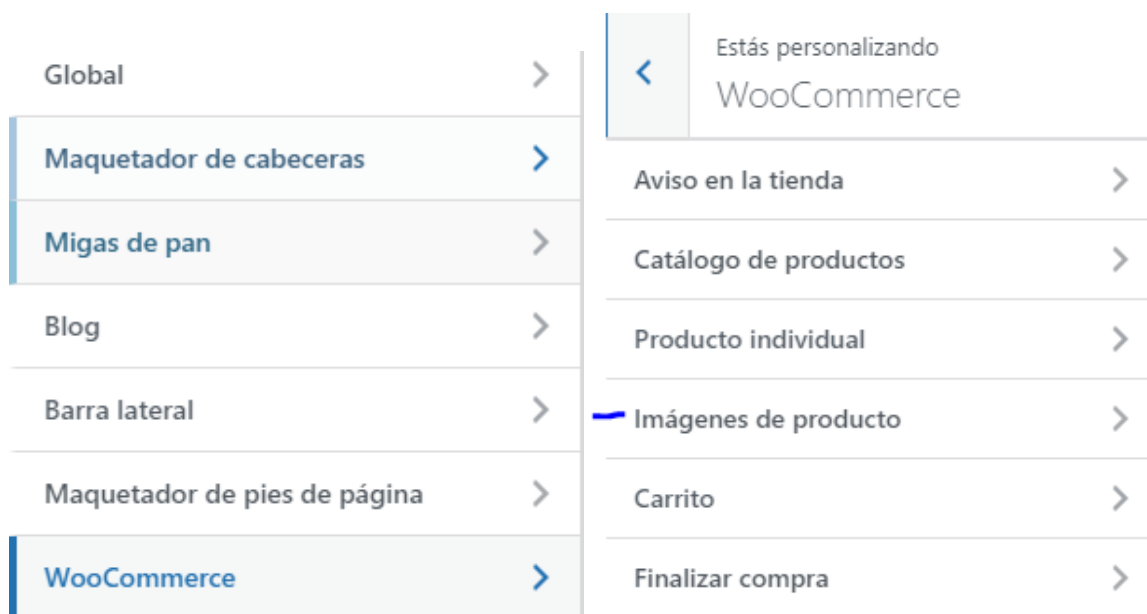 Global
Maquetador de cabeceras
Migas de pan
Blog
Barra lateral
Maquetador de pies de página
WooCommerce
Estás personalizando
WooCommerce
Aviso en la tienda
Catálogo de productos
Producto individual
Imágenes de producto
Carrito
Finalizar compra